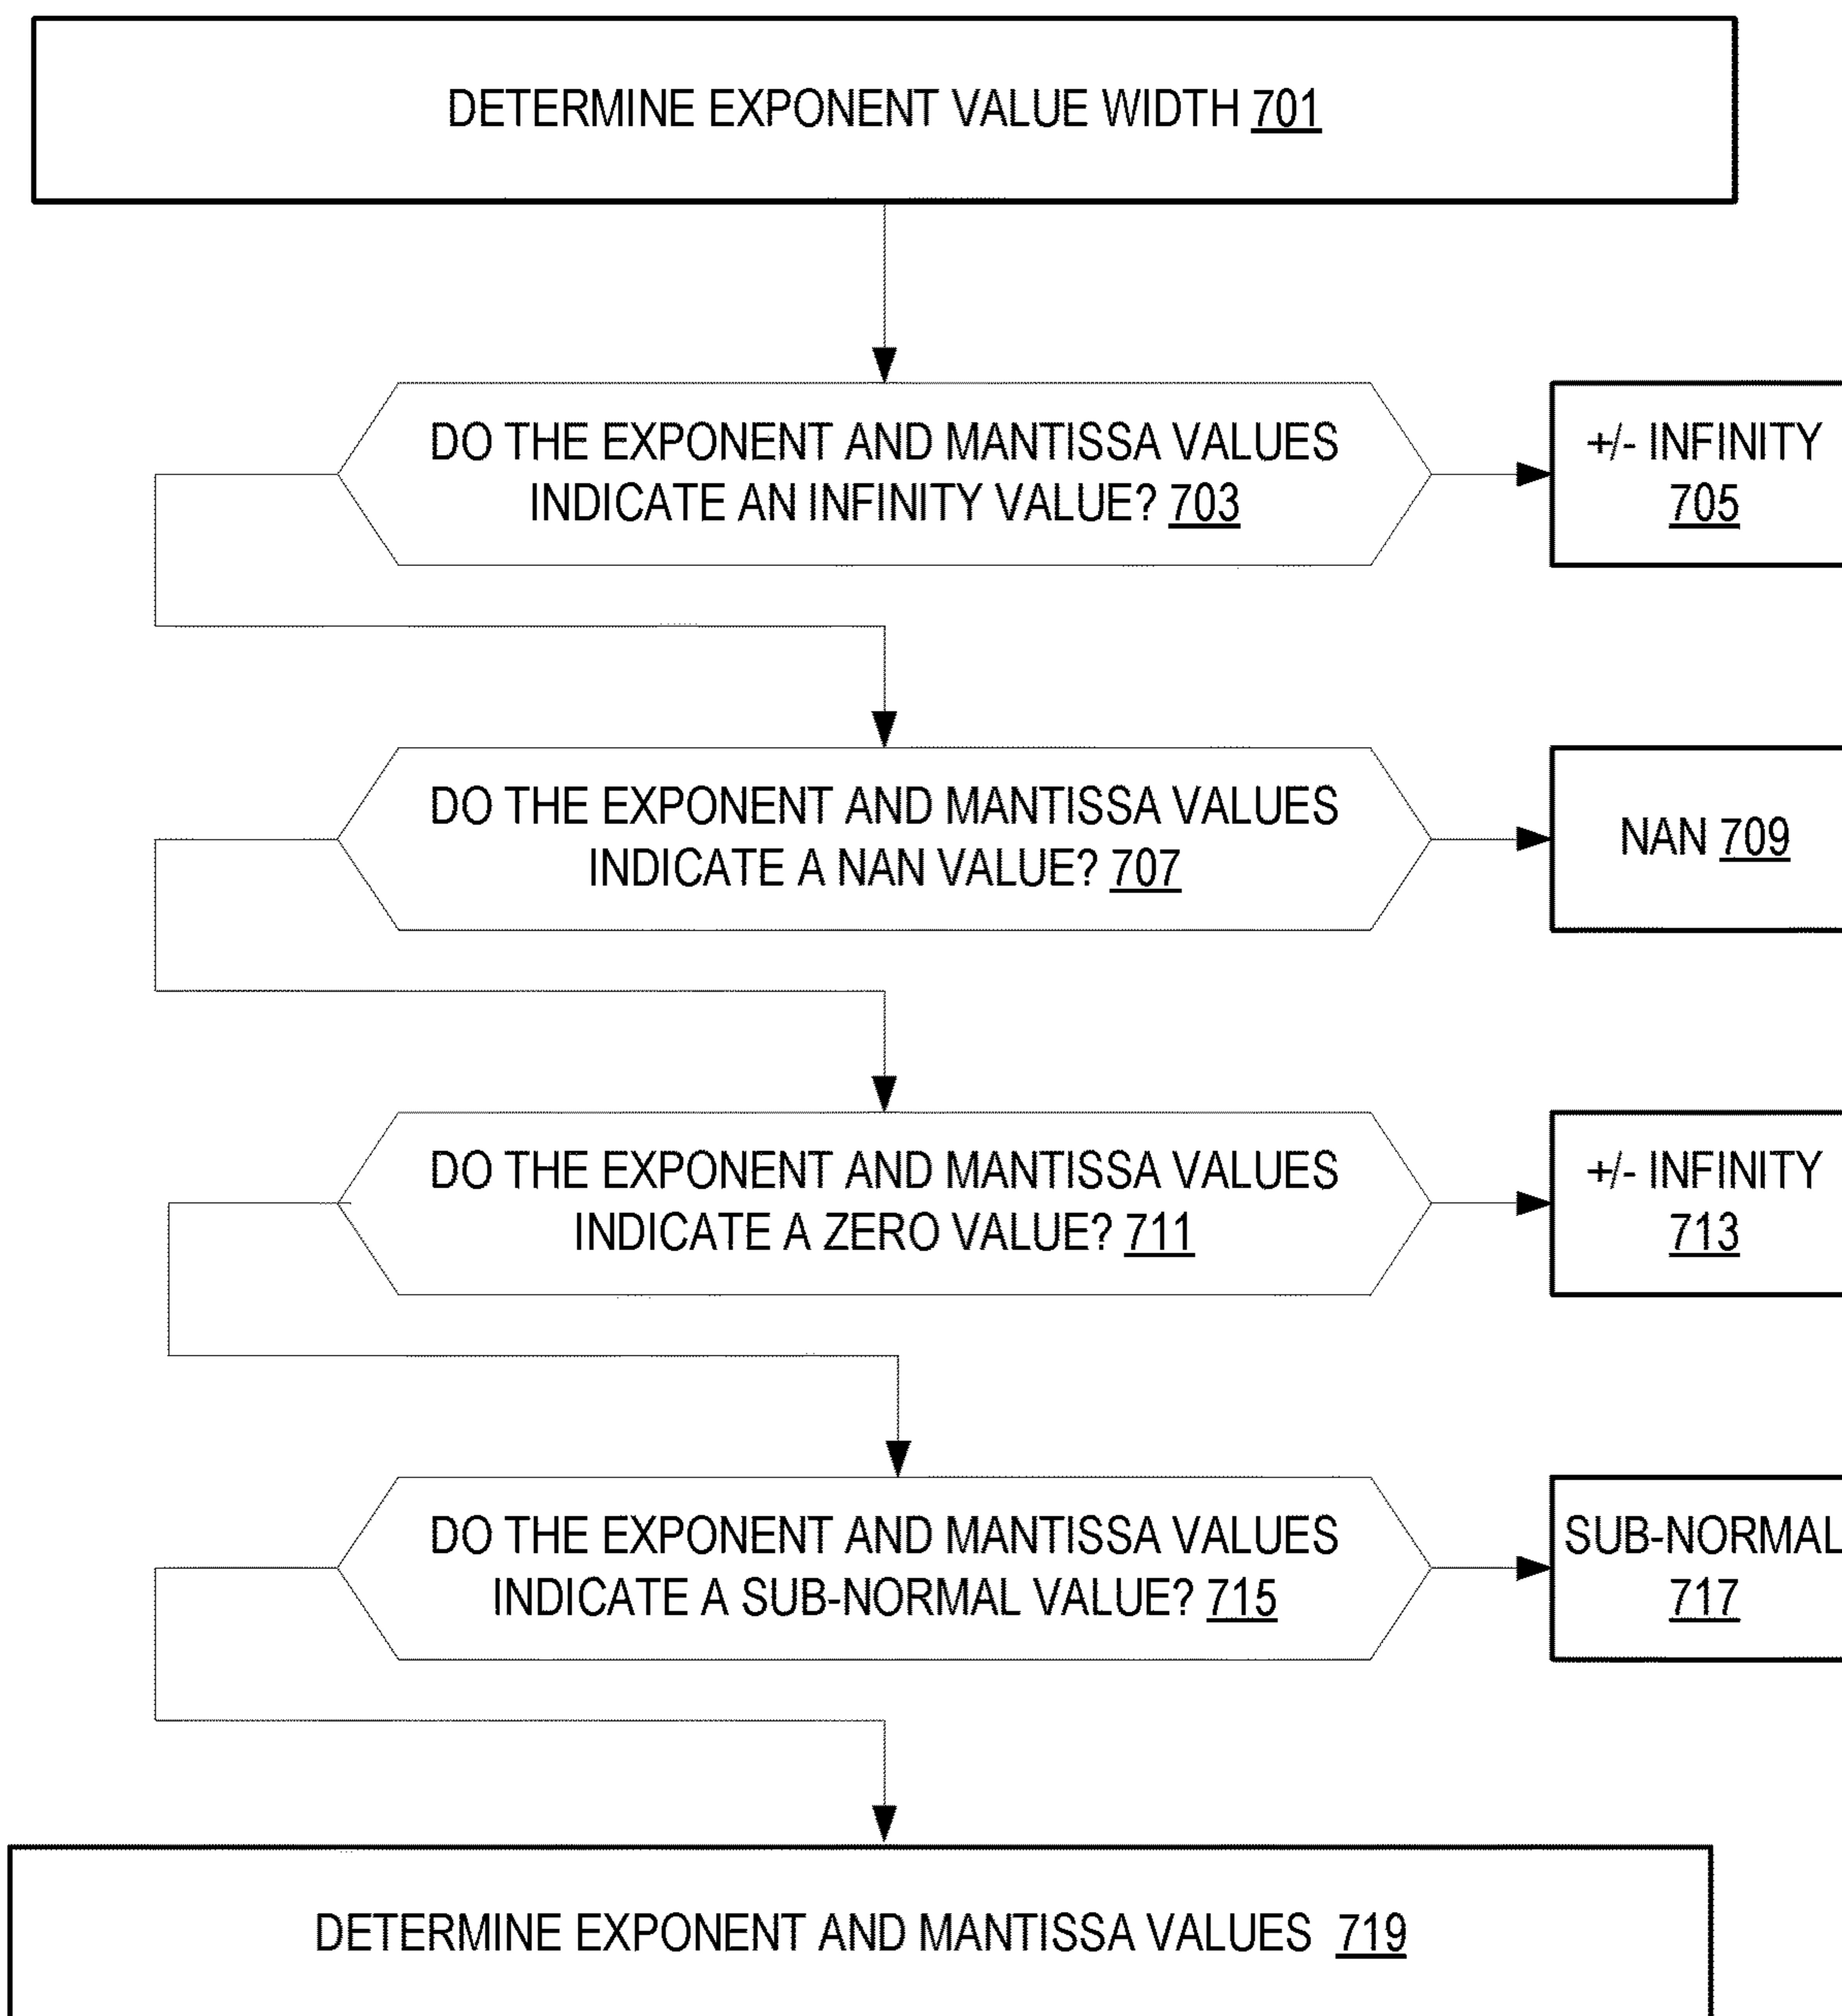 DETERMINE EXPONENT VALUE WIDTH 701
DO THE EXPONENT AND MANTISSA VALUES
INDICATE AN INFINITY VALUE? 703
+/- INFINITY
705
DO THE EXPONENT AND MANTISSA VALUES
INDICATE A NAN VALUE? 707
NAN 709
DO THE EXPONENT AND MANTISSA VALUES
INDICATE A ZERO VALUE? 711
+/- INFINITY
713
DO THE EXPONENT AND MANTISSA VALUES
INDICATE A SUB-NORMAL VALUE? 715
SUB-NORMAL
717
DETERMINE EXPONENT AND MANTISSA VALUES 719